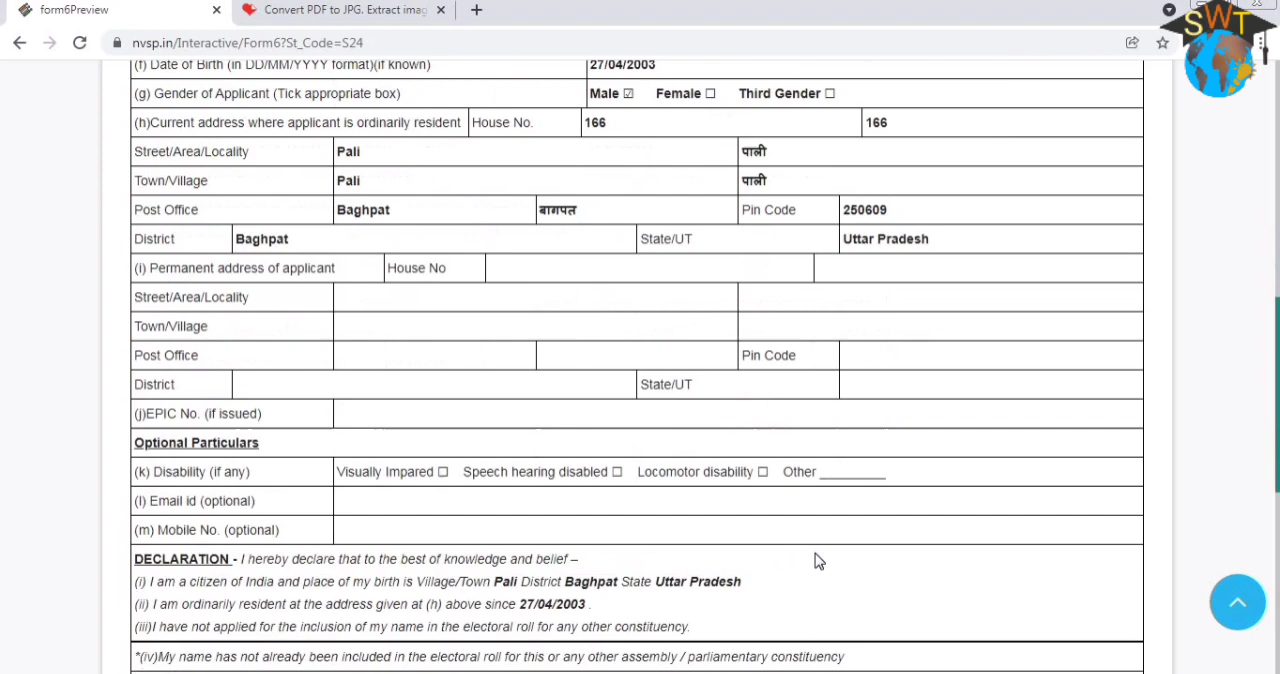 form6Preview
Convert PDF to JPG. Extract imag
SWT
nvsp.in/Interactive/Form6?St_Code=S24
(f) Date of Birth (in DD/MM/YYYY format)(if known) 27/04/2003
(g) Gender of Applicant (Tick appropriate box) Male ☑ Female ☐ Third Gender ☐
(h)Current address where applicant is ordinarily resident House No. 166 166
Street/Area/Locality Pali पाली
Town/Village Pali पाली
Post Office Baghpat बागपत Pin Code 250609
District Baghpat State/UT Uttar Pradesh
(i) Permanent address of applicant House No
Street/Area/Locality
Town/Village
Post Office Pin Code
District State/UT
(j)EPIC No. (if issued)
Optional Particulars
(k) Disability (if any) Visually Impared ☐ Speech hearing disabled ☐ Locomotor disability ☐ Other ________
(l) Email id (optional)
(m) Mobile No. (optional)
DECLARATION - I hereby declare that to the best of knowledge and belief –
(i) I am a citizen of India and place of my birth is Village/Town Pali District Baghpat State Uttar Pradesh
(ii) I am ordinarily resident at the address given at (h) above since 27/04/2003 .
(iii)I have not applied for the inclusion of my name in the electoral roll for any other constituency.
*(iv)My name has not already been included in the electoral roll for this or any other assembly / parliamentary constituency